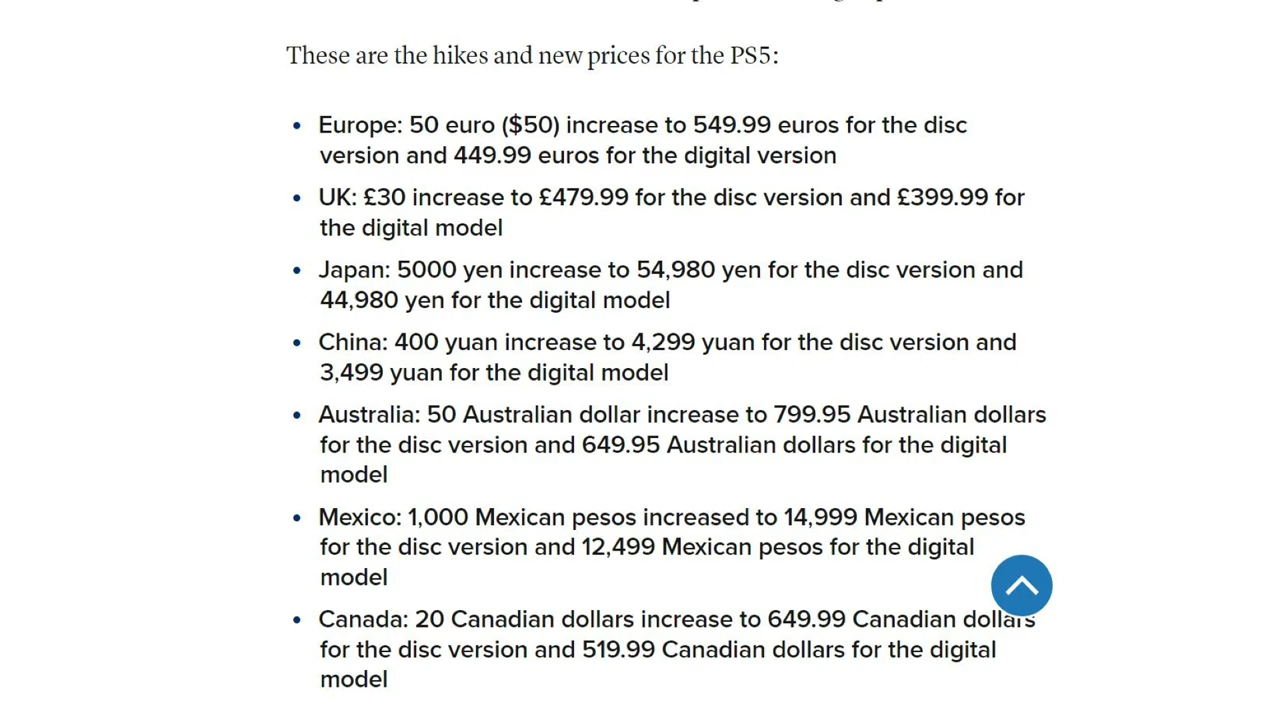 These are the hikes and new prices for the PS5:
• Europe: 50 euro ($50) increase to 549.99 euros for the disc
version and 449.99 euros for the digital version
• UK: £30 increase to £479.99 for the disc version and £399.99 for
the digital model
• Japan: 5000 yen increase to 54,980 yen for the disc version and
44,980 yen for the digital model
• China: 400 yuan increase to 4,299 yuan for the disc version and
3,499 yuan for the digital model
• Australia: 50 Australian dollar increase to 799.95 Australian dollars
for the disc version and 649.95 Australian dollars for the digital
model
• Mexico: 1,000 Mexican pesos increased to 14,999 Mexican pesos
for the disc version and 12,499 Mexican pesos for the digital
model
• Canada: 20 Canadian dollars increase to 649.99 Canadian dollars
for the disc version and 519.99 Canadian dollars for the digital
model